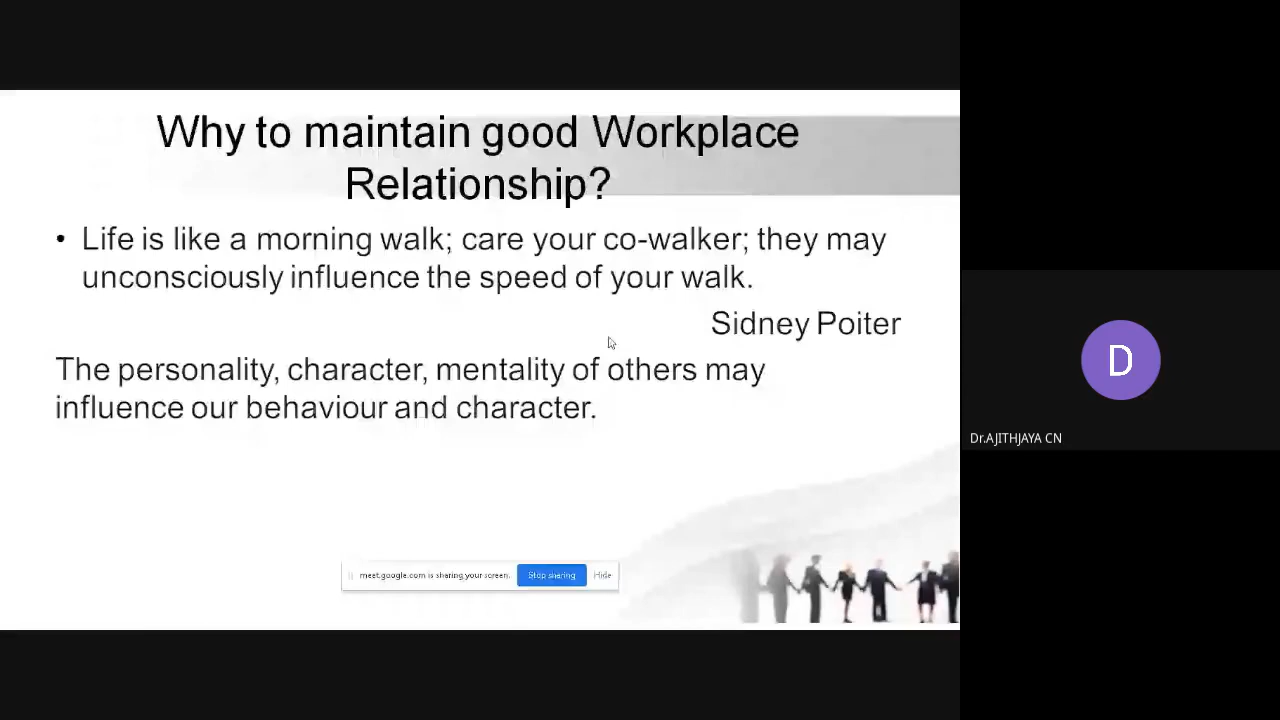 Why to maintain good Workplace
Relationship?
• Life is like a morning walk; care your co-walker; they may
unconsciously influence the speed of your walk.
Sidney Poiter
The personality, character, mentality of others may
influence our behaviour and character.
meet.google.com is sharing your screen. Stop sharing Hide
D
Dr.AJITHJAYA CN